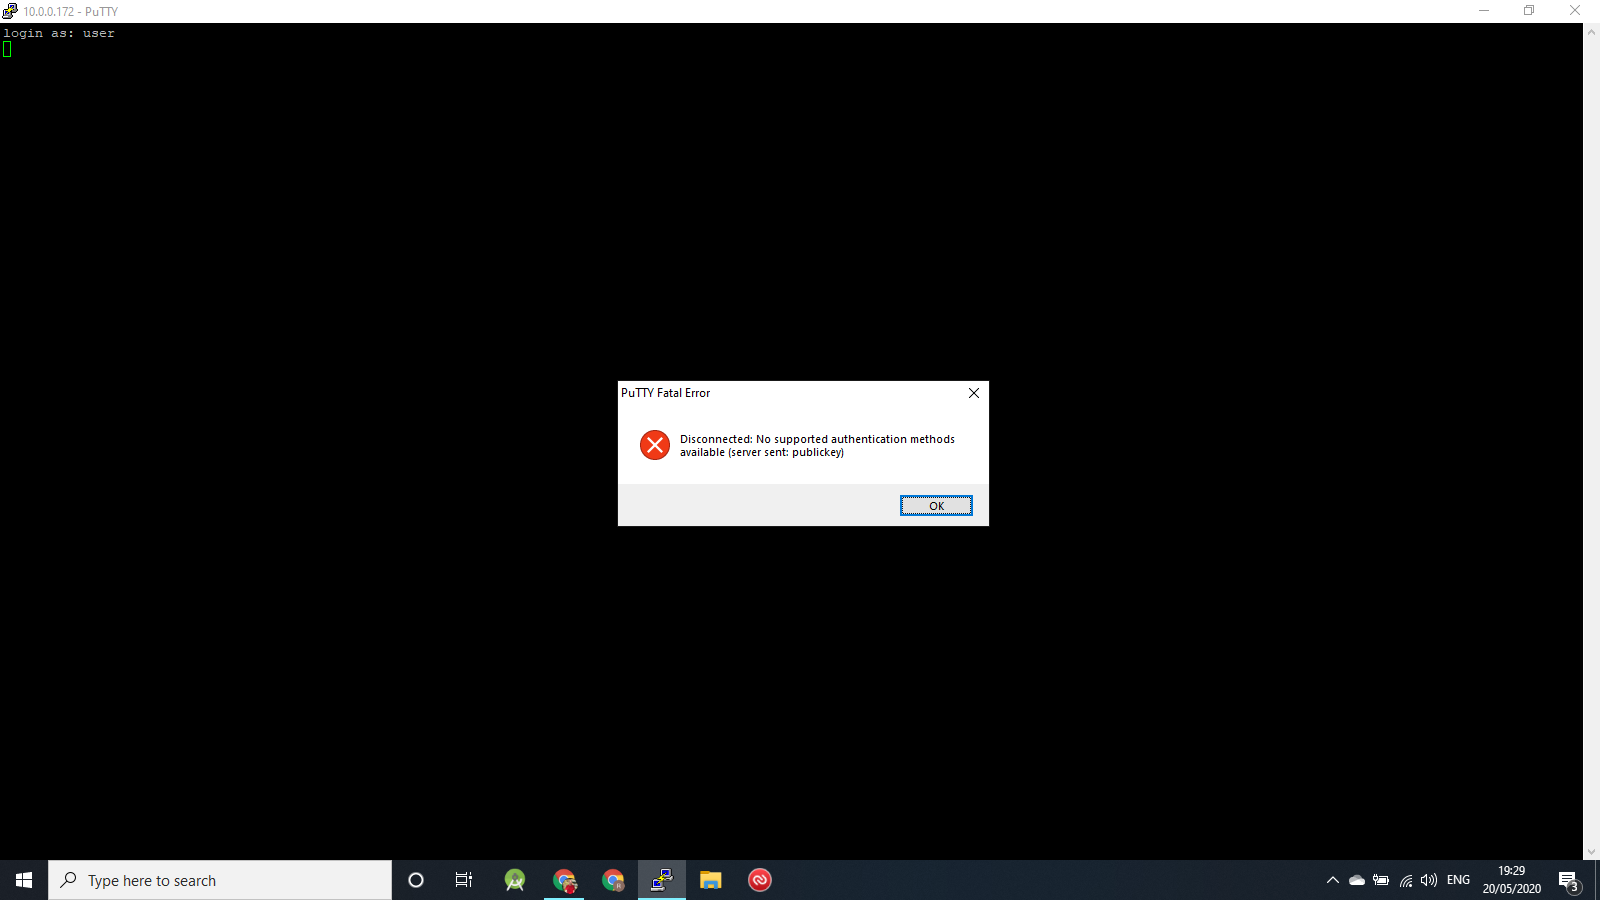 10.0.0.172 - PuTTY
login as: user
PuTTY Fatal Error
Disconnected: No supported authentication methods
available (server sent: publickey)
OK
Type here to search
ENG
19:29
20/05/2020
3